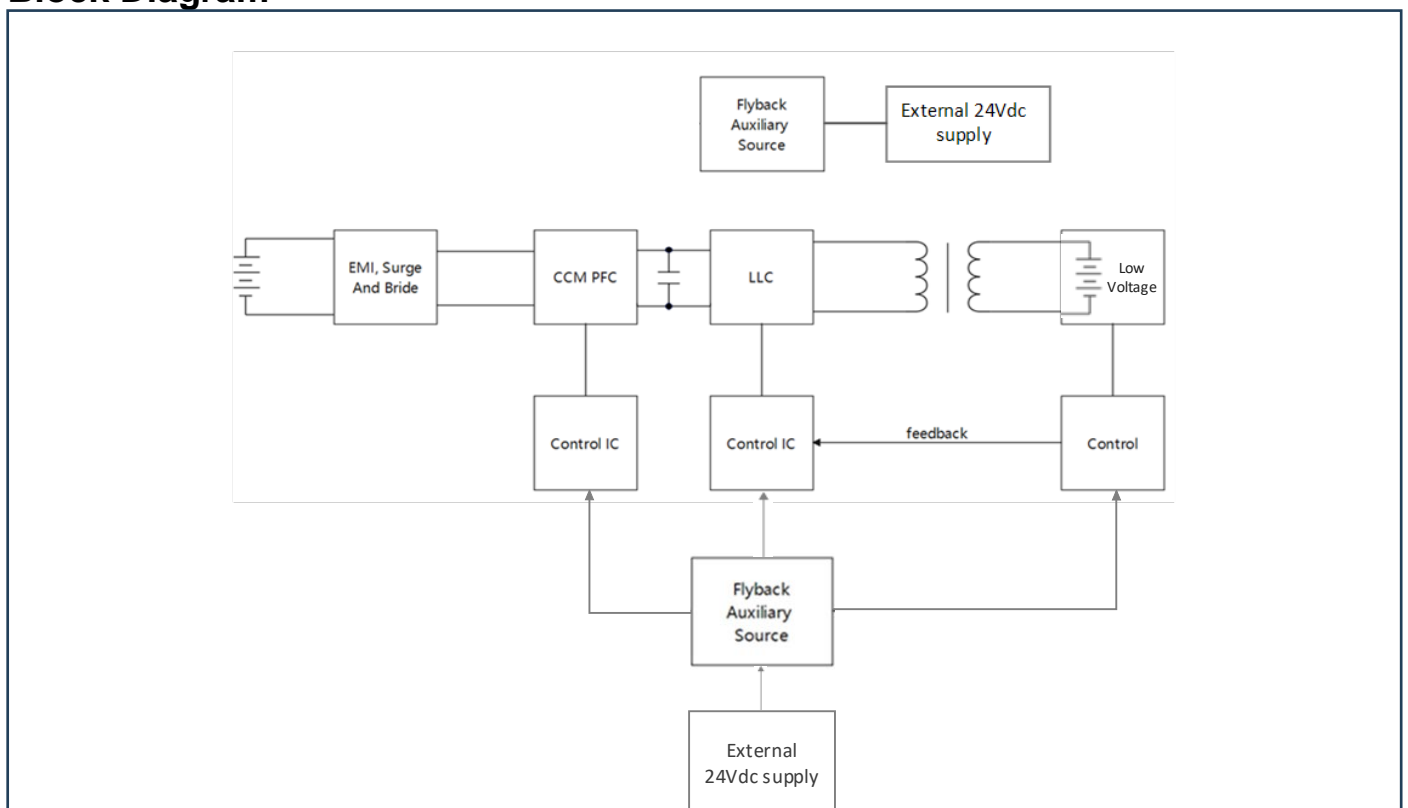 Block Diagram
Flyback
Auxiliary
Source
External 24Vdc
supply
EMI, Surge
And Bride
CCM PFC
LLC
Low
Voltage
Control IC
Control IC
feedback
Control
Flyback
Auxiliary
Source
External
24Vdc supply